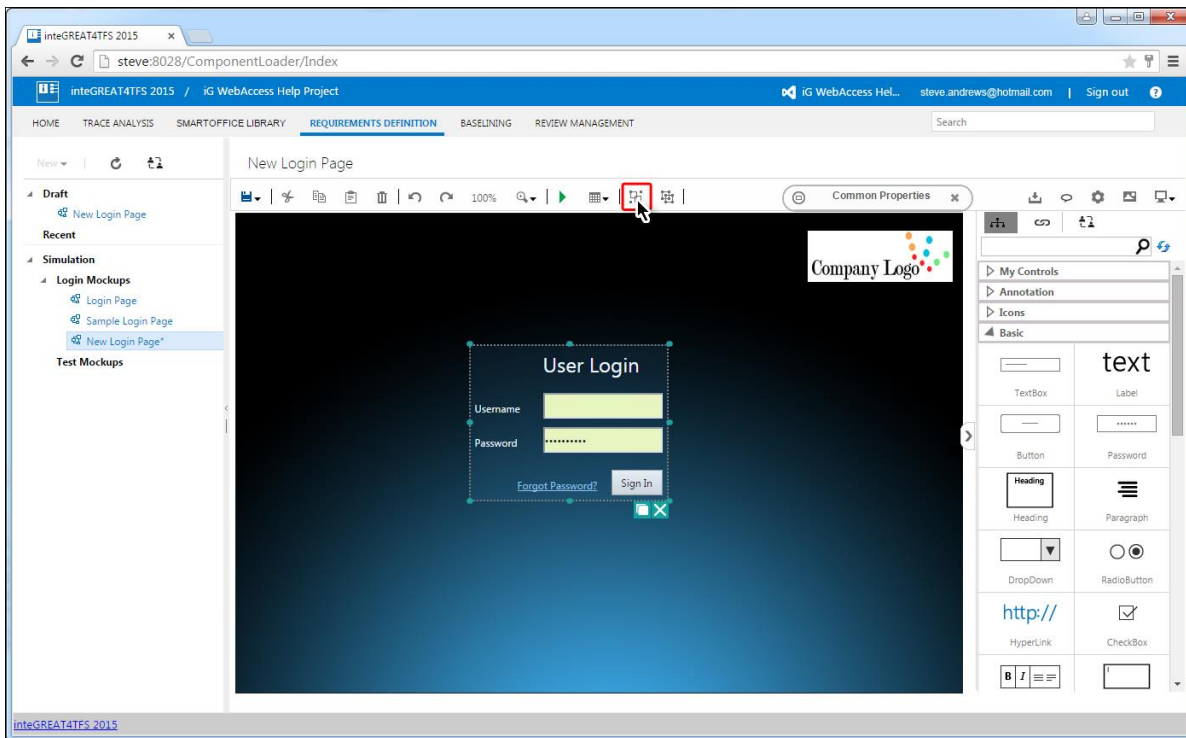 inteGREAT4TFS 2015
steve:8028/ComponentLoader/Index
inteGREAT4TFS 2015 / iG WebAccess Help Project
iG WebAccess Hel... steve.andrews@hotmail.com | Sign out ?
HOME TRACE ANALYSIS SMARTOFFICE LIBRARY REQUIREMENTS DEFINITION BASELINING REVIEW MANAGEMENT
Search
New
New Login Page
Draft
New Login Page
Recent
Simulation
Login Mockups
Login Page
Sample Login Page
New Login Page*
Test Mockups
100%
Common Properties
Company Logo
User Login
Username
Password
Forgot Password?
Sign In
My Controls
Annotation
Icons
Basic
text
TextBox Label
Button Password
Heading
Heading Paragraph
DropDown RadioButton
http://
HyperLink CheckBox
B I
inteGREAT4TFS 2015